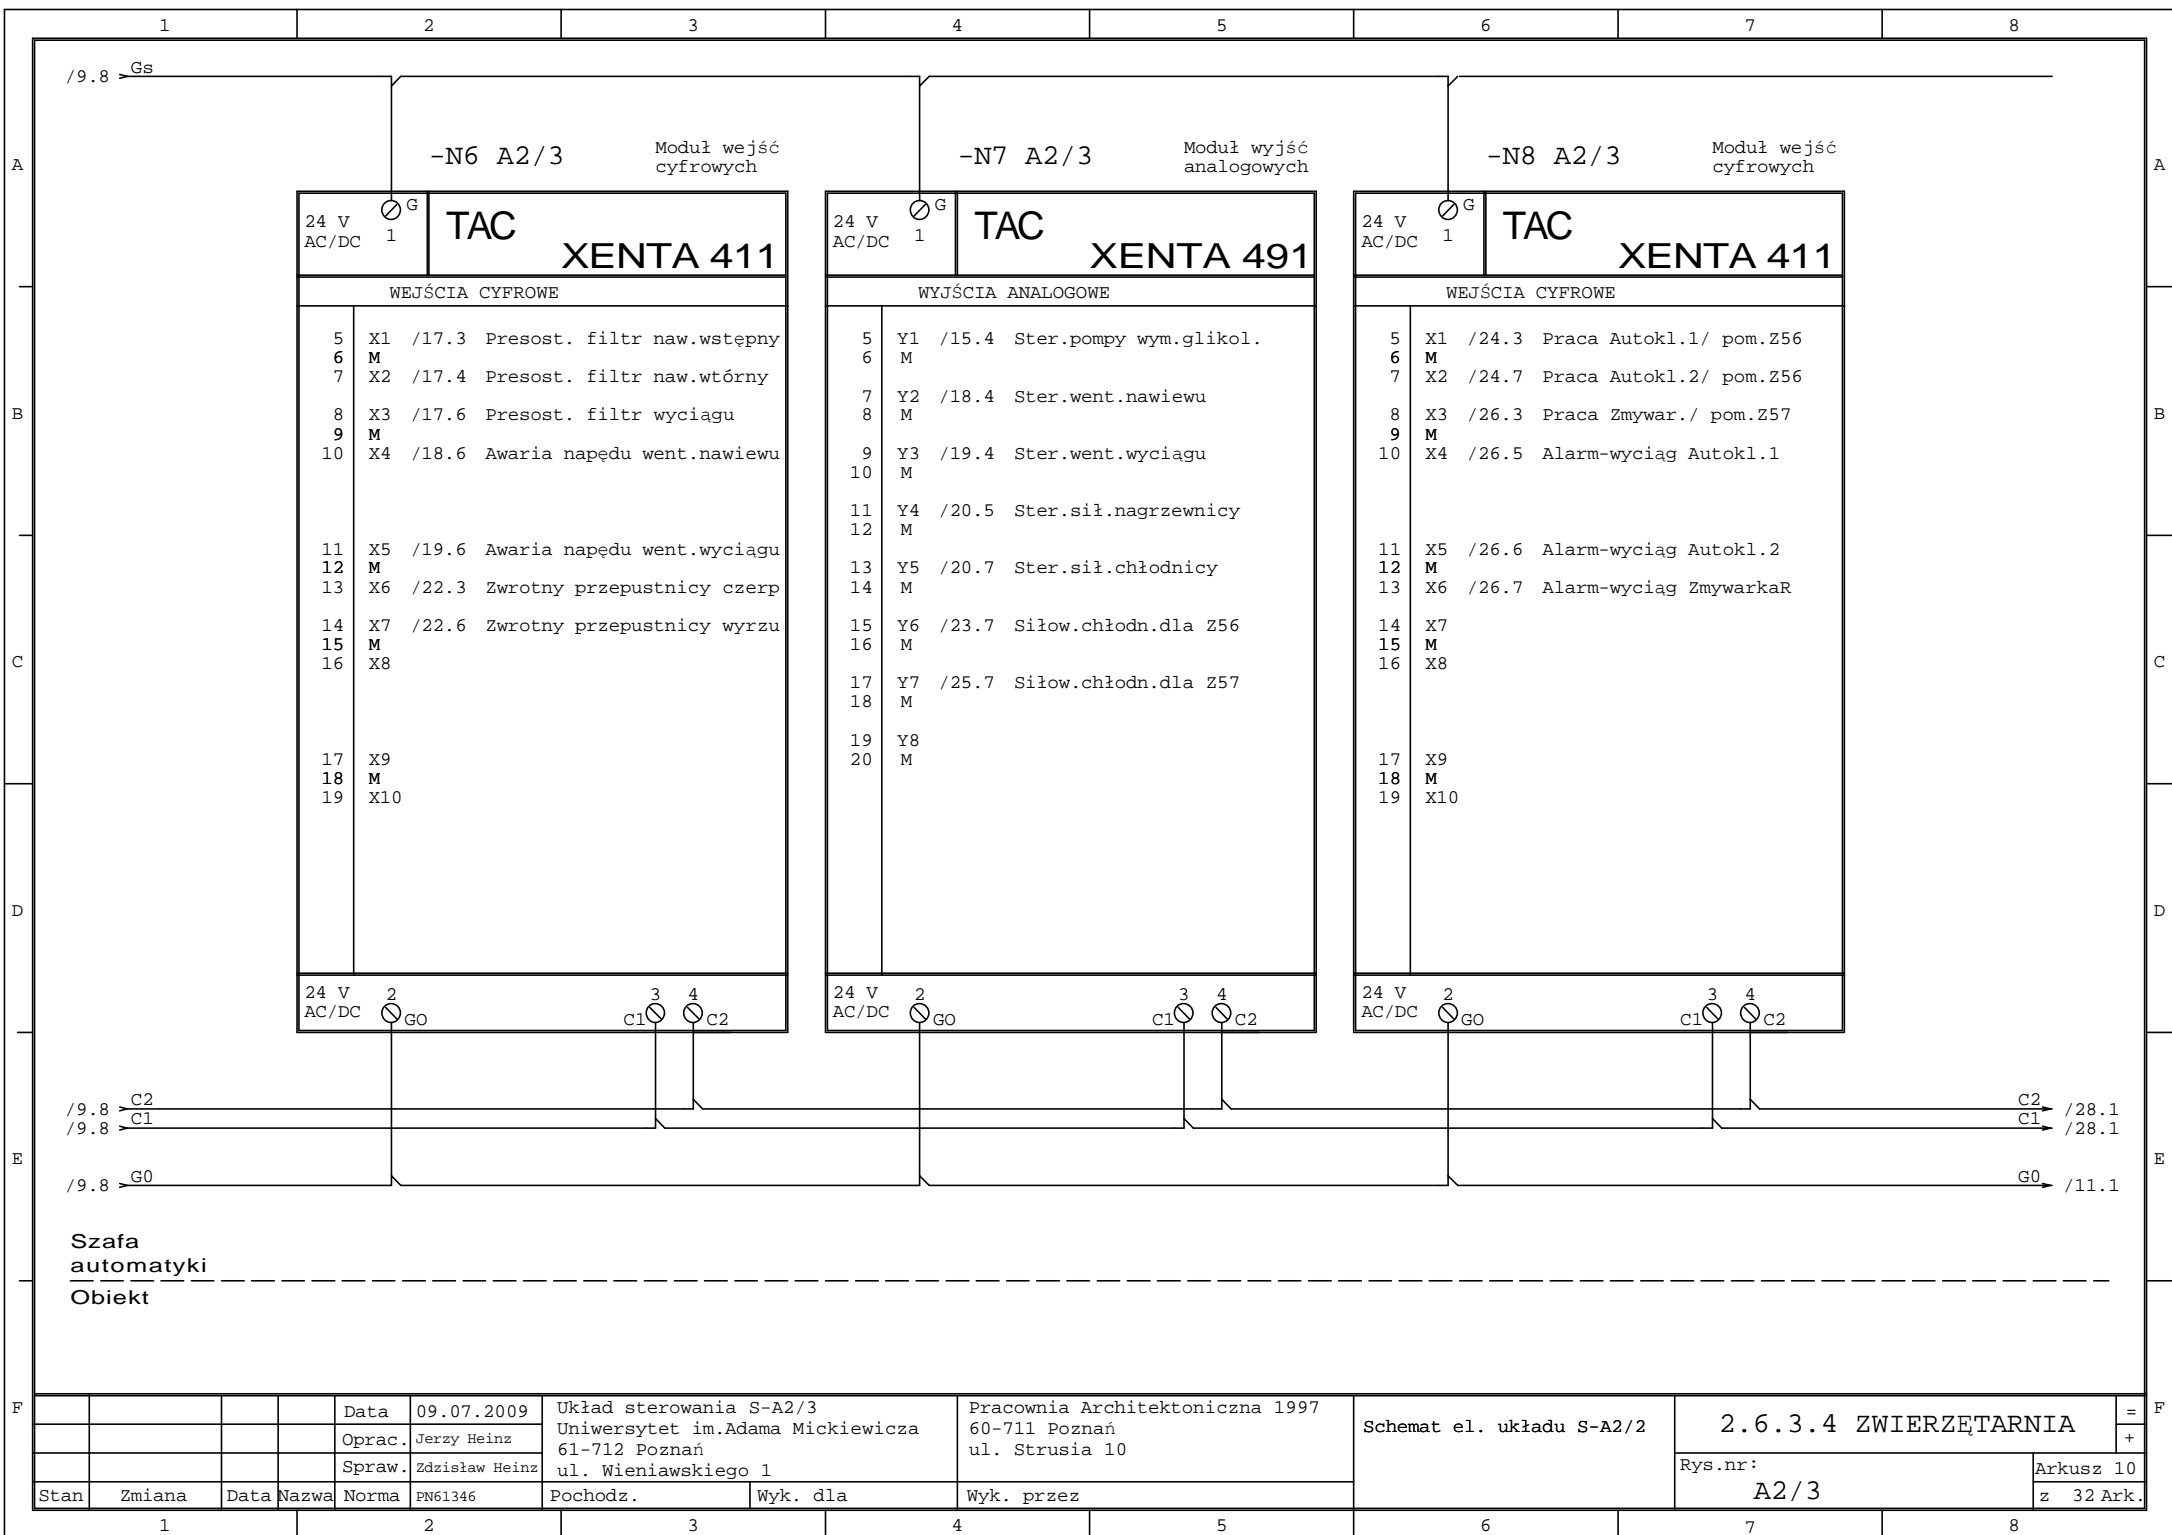 1 2 3 4 5 6 7 8
/9.8 Gs
A A
-N6 A2/3 Moduł wejść
cyfrowych
24 V
AC/DC
G
1
TAC
XENTA 411
WEJŚCIA CYFROWE
5 X1 /17.3 Presost. filtr naw.wstępny
6 M
7 X2 /17.4 Presost. filtr naw.wtórny
8 X3 /17.6 Presost. filtr wyciągu
9 M
10 X4 /18.6 Awaria napędu went.nawiewu
11 X5 /19.6 Awaria napędu went.wyciągu
12 M
13 X6 /22.3 Zwrotny przepustnicy czerp
14 X7 /22.6 Zwrotny przepustnicy wyrzu
15 M
16 X8
17 X9
18 M
19 X10
24 V
AC/DC
2 GO
3 C1
4 C2
-N7 A2/3 Moduł wyjść
analogowych
24 V
AC/DC
G
1
TAC
XENTA 491
WYJŚCIA ANALOGOWE
5 Y1 /15.4 Ster.pompy wym.glikol.
6 M
7 Y2 /18.4 Ster.went.nawiewu
8 M
9 Y3 /19.4 Ster.went.wyciągu
10 M
11 Y4 /20.5 Ster.sił.nagrzewnicy
12 M
13 Y5 /20.7 Ster.sił.chłodnicy
14 M
15 Y6 /23.7 Siłow.chłodn.dla Z56
16 M
17 Y7 /25.7 Siłow.chłodn.dla Z57
18 M
19 Y8
20 M
24 V
AC/DC
2 GO
3 C1
4 C2
-N8 A2/3 Moduł wejść
cyfrowych
24 V
AC/DC
G
1
TAC
XENTA 411
WEJŚCIA CYFROWE
5 X1 /24.3 Praca Autokl.1/ pom.Z56
6 M
7 X2 /24.7 Praca Autokl.2/ pom.Z56
8 X3 /26.3 Praca Zmywar./ pom.Z57
9 M
10 X4 /26.5 Alarm-wyciąg Autokl.1
11 X5 /26.6 Alarm-wyciąg Autokl.2
12 M
13 X6 /26.7 Alarm-wyciąg ZmywarkaR
14 X7
15 M
16 X8
17 X9
18 M
19 X10
24 V
AC/DC
2 GO
3 C1
4 C2
B B
C C
D D
/9.8 C2 C2 /28.1
/9.8 C1 C1 /28.1
E E
/9.8 G0 G0 /11.1
Szafa
automatyki
Obiekt
F F
Stan Zmiana Data Nazwa
Data 09.07.2009
Oprac. Jerzy Heinz
Spraw. Zdzisław Heinz
Norma PN61346
Układ sterowania S-A2/3
Uniwersytet im.Adama Mickiewicza
61-712 Poznań
ul. Wieniawskiego 1
Pochodz. Wyk. dla
Pracownia Architektoniczna 1997
60-711 Poznań
ul. Strusia 10
Wyk. przez
Schemat el. układu S-A2/2
2.6.3.4 ZWIERZĘTARNIA
=
+
Rys.nr:
A2/3
Arkusz 10
z 32 Ark.
1 2 3 4 5 6 7 8